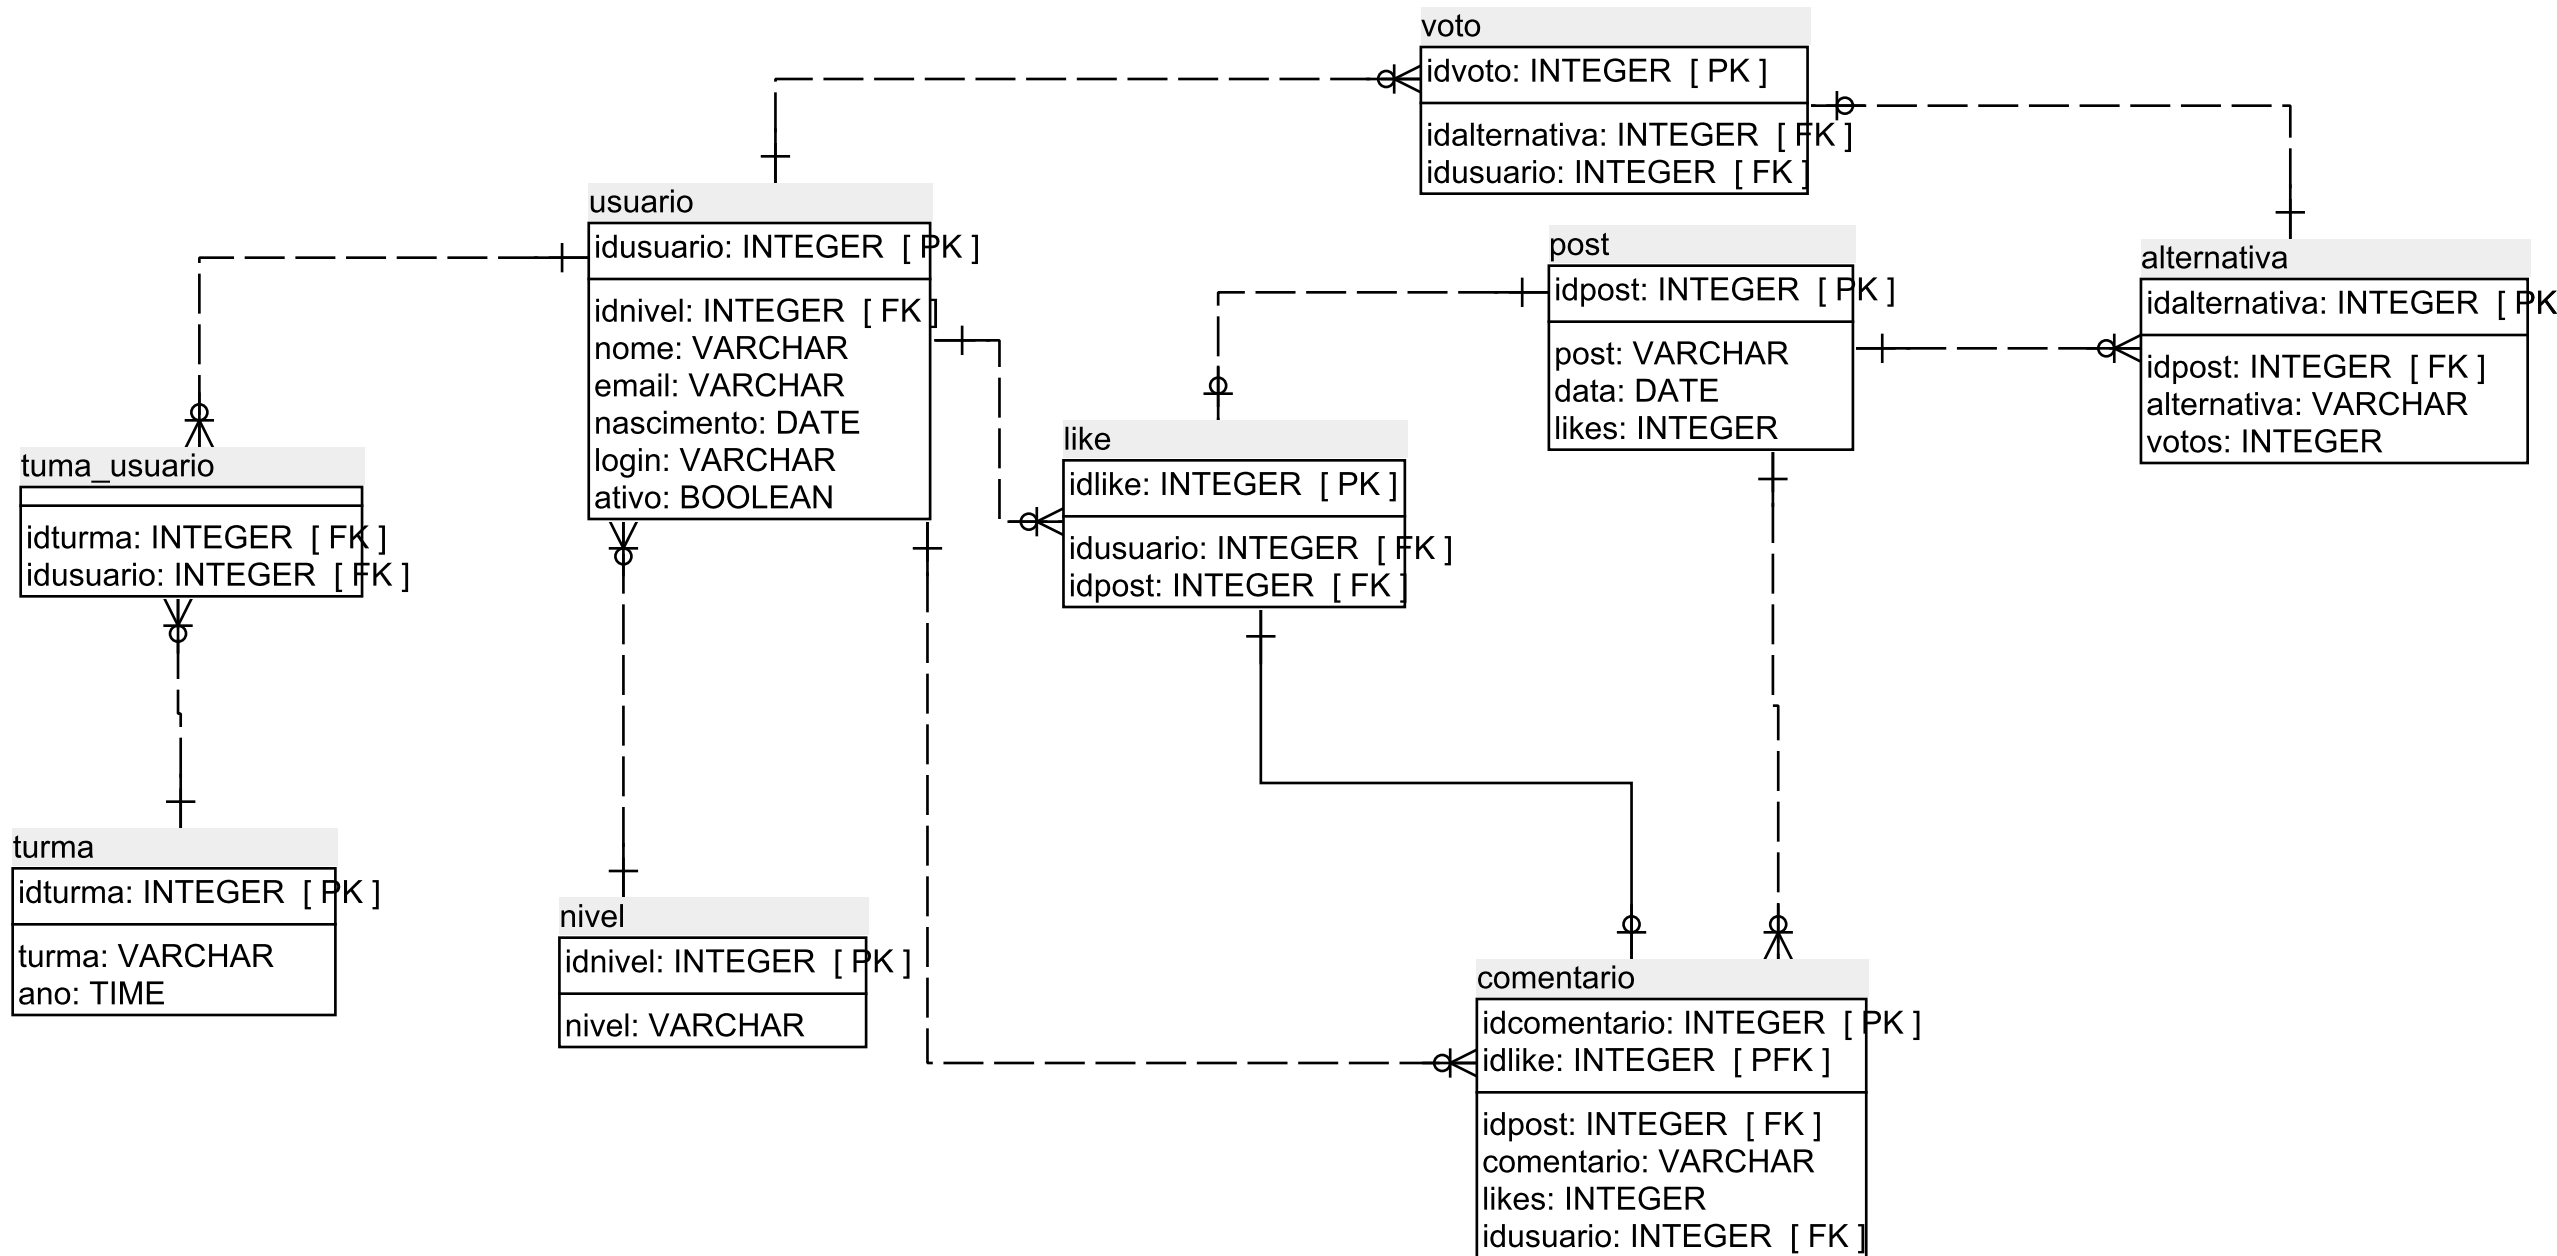 voto
idvoto: INTEGER [ PK ]
idalternativa: INTEGER [ FK ]
idusuario: INTEGER [ FK ]
usuario
idusuario: INTEGER [ PK ]
idnivel: INTEGER [ FK ]
nome: VARCHAR
email: VARCHAR
nascimento: DATE
login: VARCHAR
ativo: BOOLEAN
post
idpost: INTEGER [ PK ]
post: VARCHAR
data: DATE
likes: INTEGER
alternativa
idalternativa: INTEGER [ PK
idpost: INTEGER [ FK ]
alternativa: VARCHAR
votos: INTEGER
like
idlike: INTEGER [ PK ]
idusuario: INTEGER [ FK ]
idpost: INTEGER [ FK ]
tuma_usuario
idturma: INTEGER [ FK ]
idusuario: INTEGER [ FK ]
turma
idturma: INTEGER [ PK ]
turma: VARCHAR
ano: TIME
nivel
idnivel: INTEGER [ PK ]
nivel: VARCHAR
comentario
idcomentario: INTEGER [ PK ]
idlike: INTEGER [ PFK ]
idpost: INTEGER [ FK ]
comentario: VARCHAR
likes: INTEGER
idusuario: INTEGER [ FK ]